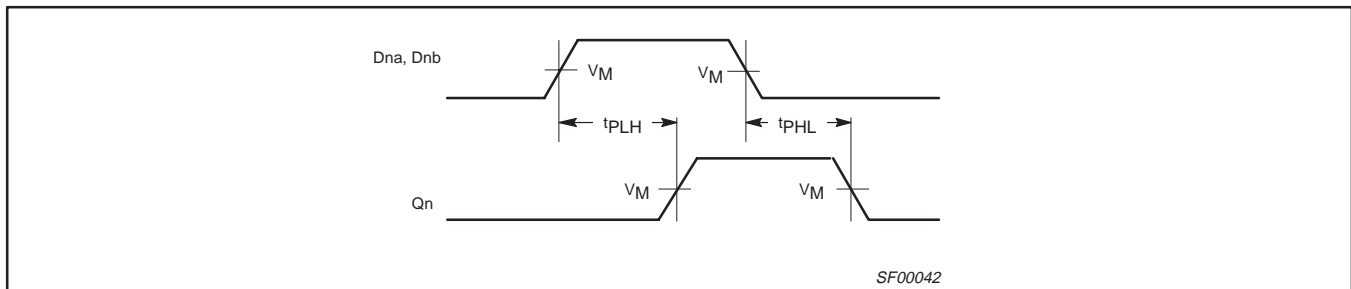 Dna, Dnb
VM
VM
tPLH
tPHL
VM
VM
Qn
SF00042